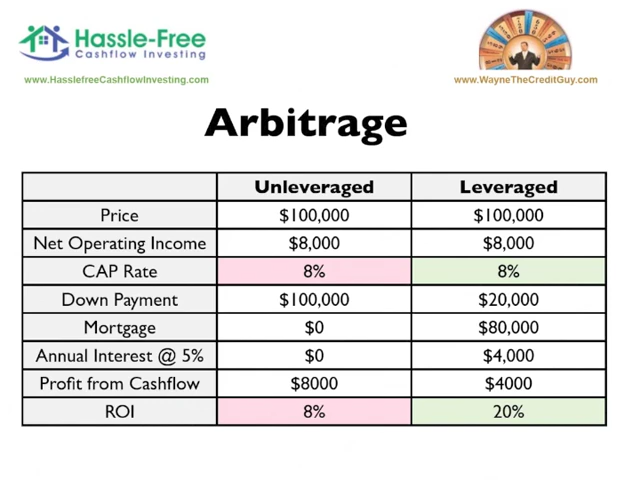 Hassle-Free
Cashflow Investing
www.HasslefreeCashflowInvesting.com
www.WayneTheCreditGuy.com
Arbitrage
Unleveraged Leveraged
Price $100,000 $100,000
Net Operating Income $8,000 $8,000
CAP Rate 8% 8%
Down Payment $100,000 $20,000
Mortgage $0 $80,000
Annual Interest @ 5% $0 $4,000
Profit from Cashflow $8000 $4000
ROI 8% 20%